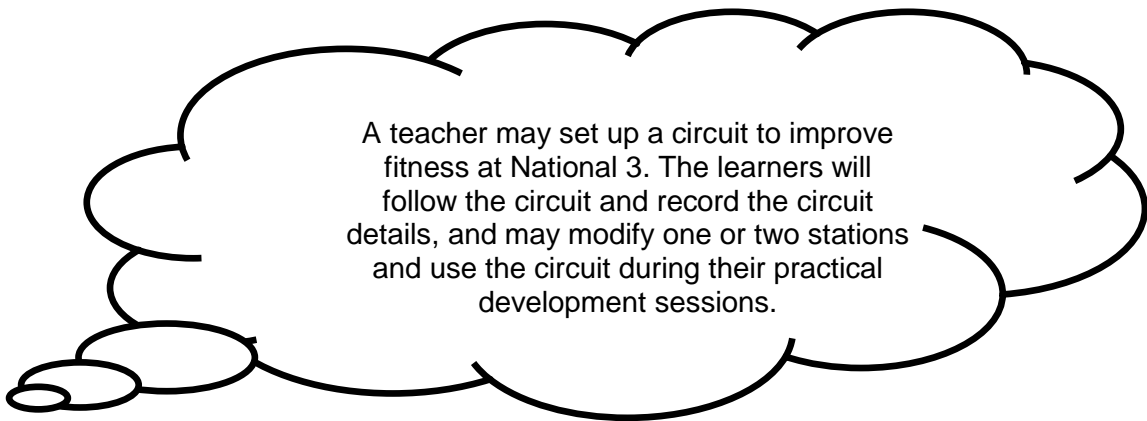 A teacher may set up a circuit to improve
fitness at National 3. The learners will
follow the circuit and record the circuit
details, and may modify one or two stations
and use the circuit during their practical
development sessions.